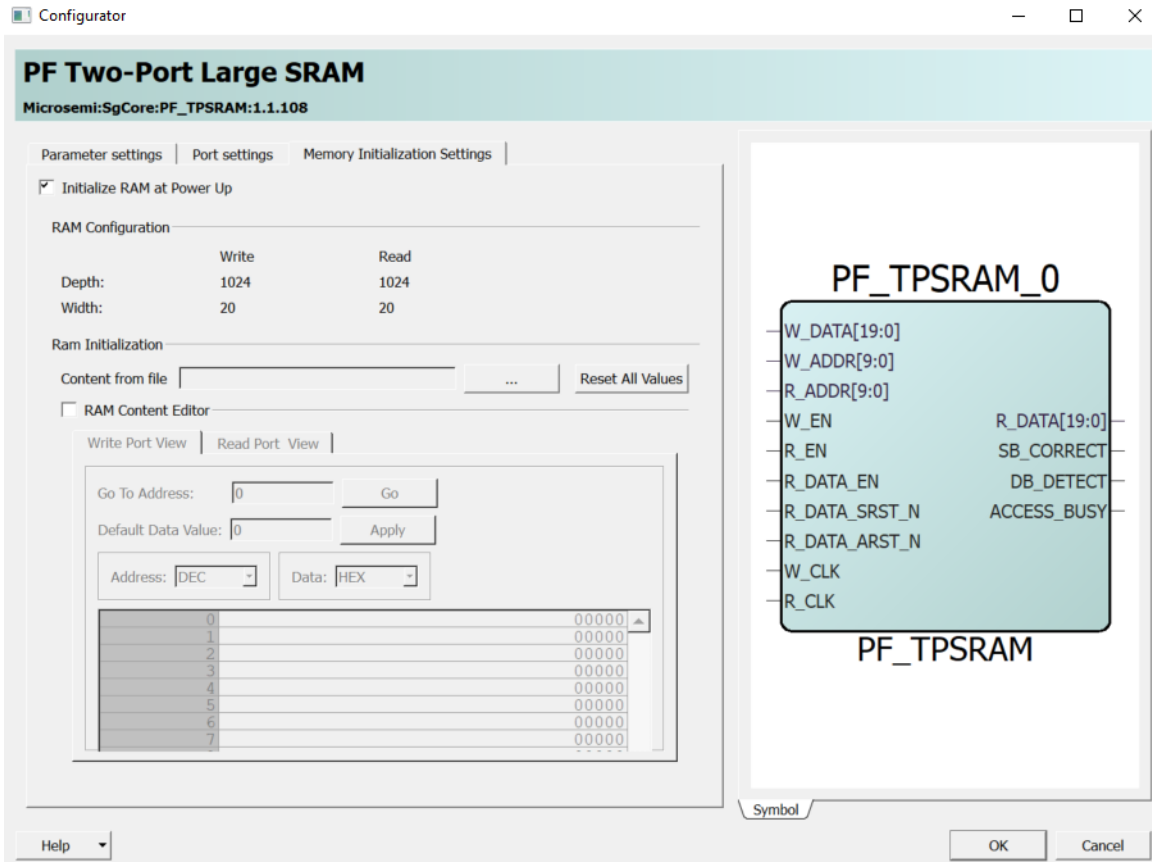 Configurator
PF Two-Port Large SRAM
Microsemi:SgCore:PF_TPSRAM:1.1.108
Parameter settings Port settings Memory Initialization Settings
Initialize RAM at Power Up
RAM Configuration
Write Read
Depth: 1024 1024
Width: 20 20
Ram Initialization
Content from file ... Reset All Values
RAM Content Editor
Write Port View Read Port View
Go To Address: 0 Go
Default Data Value: 0 Apply
Address: DEC Data: HEX
0 00000
1 00000
2 00000
3 00000
4 00000
5 00000
6 00000
7 00000
PF_TPSRAM_0
W_DATA[19:0]
W_ADDR[9:0]
R_ADDR[9:0]
W_EN R_DATA[19:0]
R_EN SB_CORRECT
R_DATA_EN DB_DETECT
R_DATA_SRST_N ACCESS_BUSY
R_DATA_ARST_N
W_CLK
R_CLK
PF_TPSRAM
Symbol
Help OK Cancel